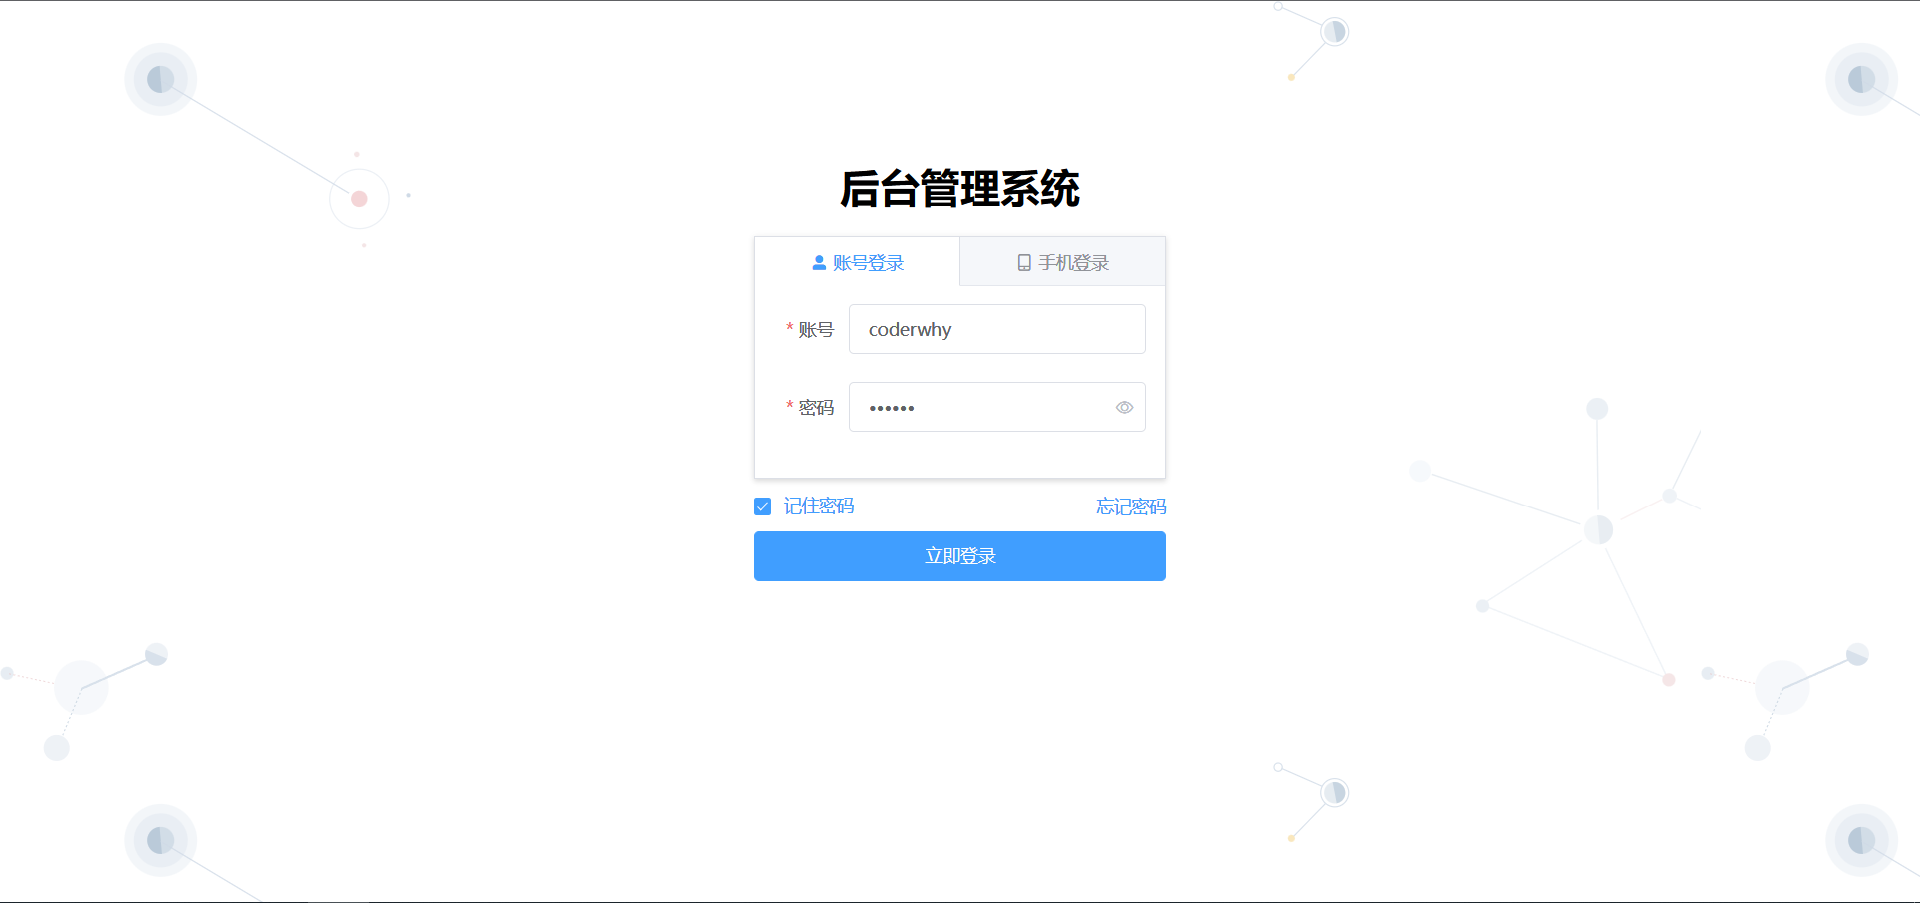 后台管理系统
账号登录 手机登录
* 账号 coderwhy
* 密码 ••••••
记住密码 忘记密码
立即登录